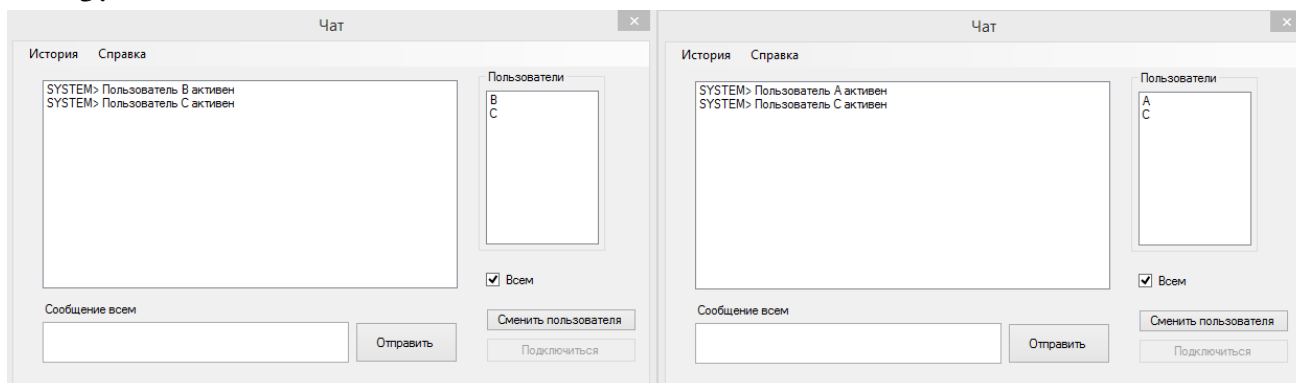 Чат
История Справка
SYSTEM> Пользователь B активен
SYSTEM> Пользователь C активен
Пользователи
B
C
Всем
Сообщение всем
Отправить
Сменить пользователя
Подключиться
Чат
История Справка
SYSTEM> Пользователь A активен
SYSTEM> Пользователь C активен
Пользователи
A
C
Всем
Сообщение всем
Отправить
Сменить пользователя
Подключиться